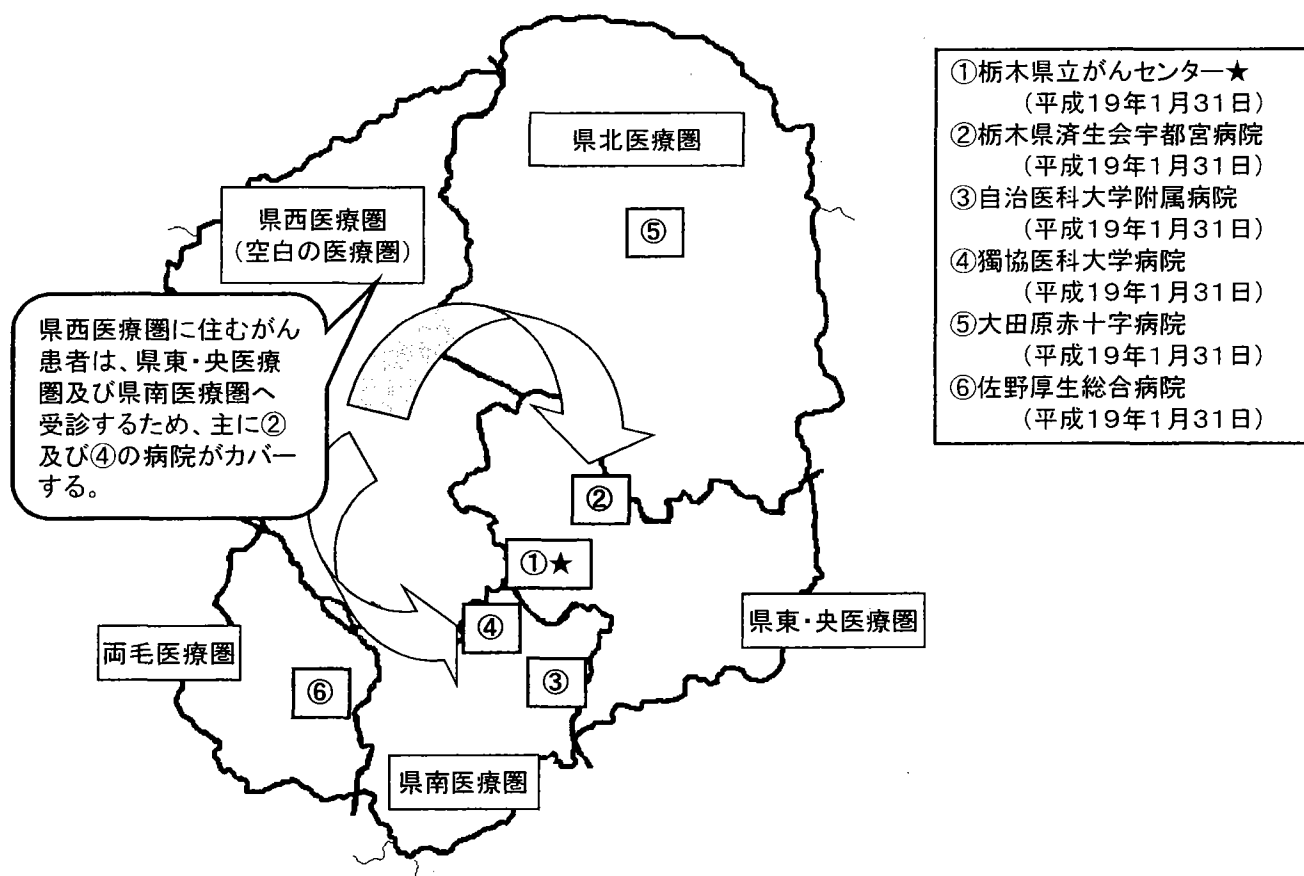 県北医療圏
県西医療圏
(空白の医療圏)
⑤
県西医療圏に住むがん
患者は、県東・央医療
圏及び県南医療圏へ
受診するため、主に②
及び④の病院がカバー
する。
②
①★
④
県東・央医療圏
両毛医療圏
③
⑥
県南医療圏
①栃木県立がんセンター★
(平成19年1月31日)
②栃木県済生会宇都宮病院
(平成19年1月31日)
③自治医科大学附属病院
(平成19年1月31日)
④獨協医科大学病院
(平成19年1月31日)
⑤大田原赤十字病院
(平成19年1月31日)
⑥佐野厚生総合病院
(平成19年1月31日)